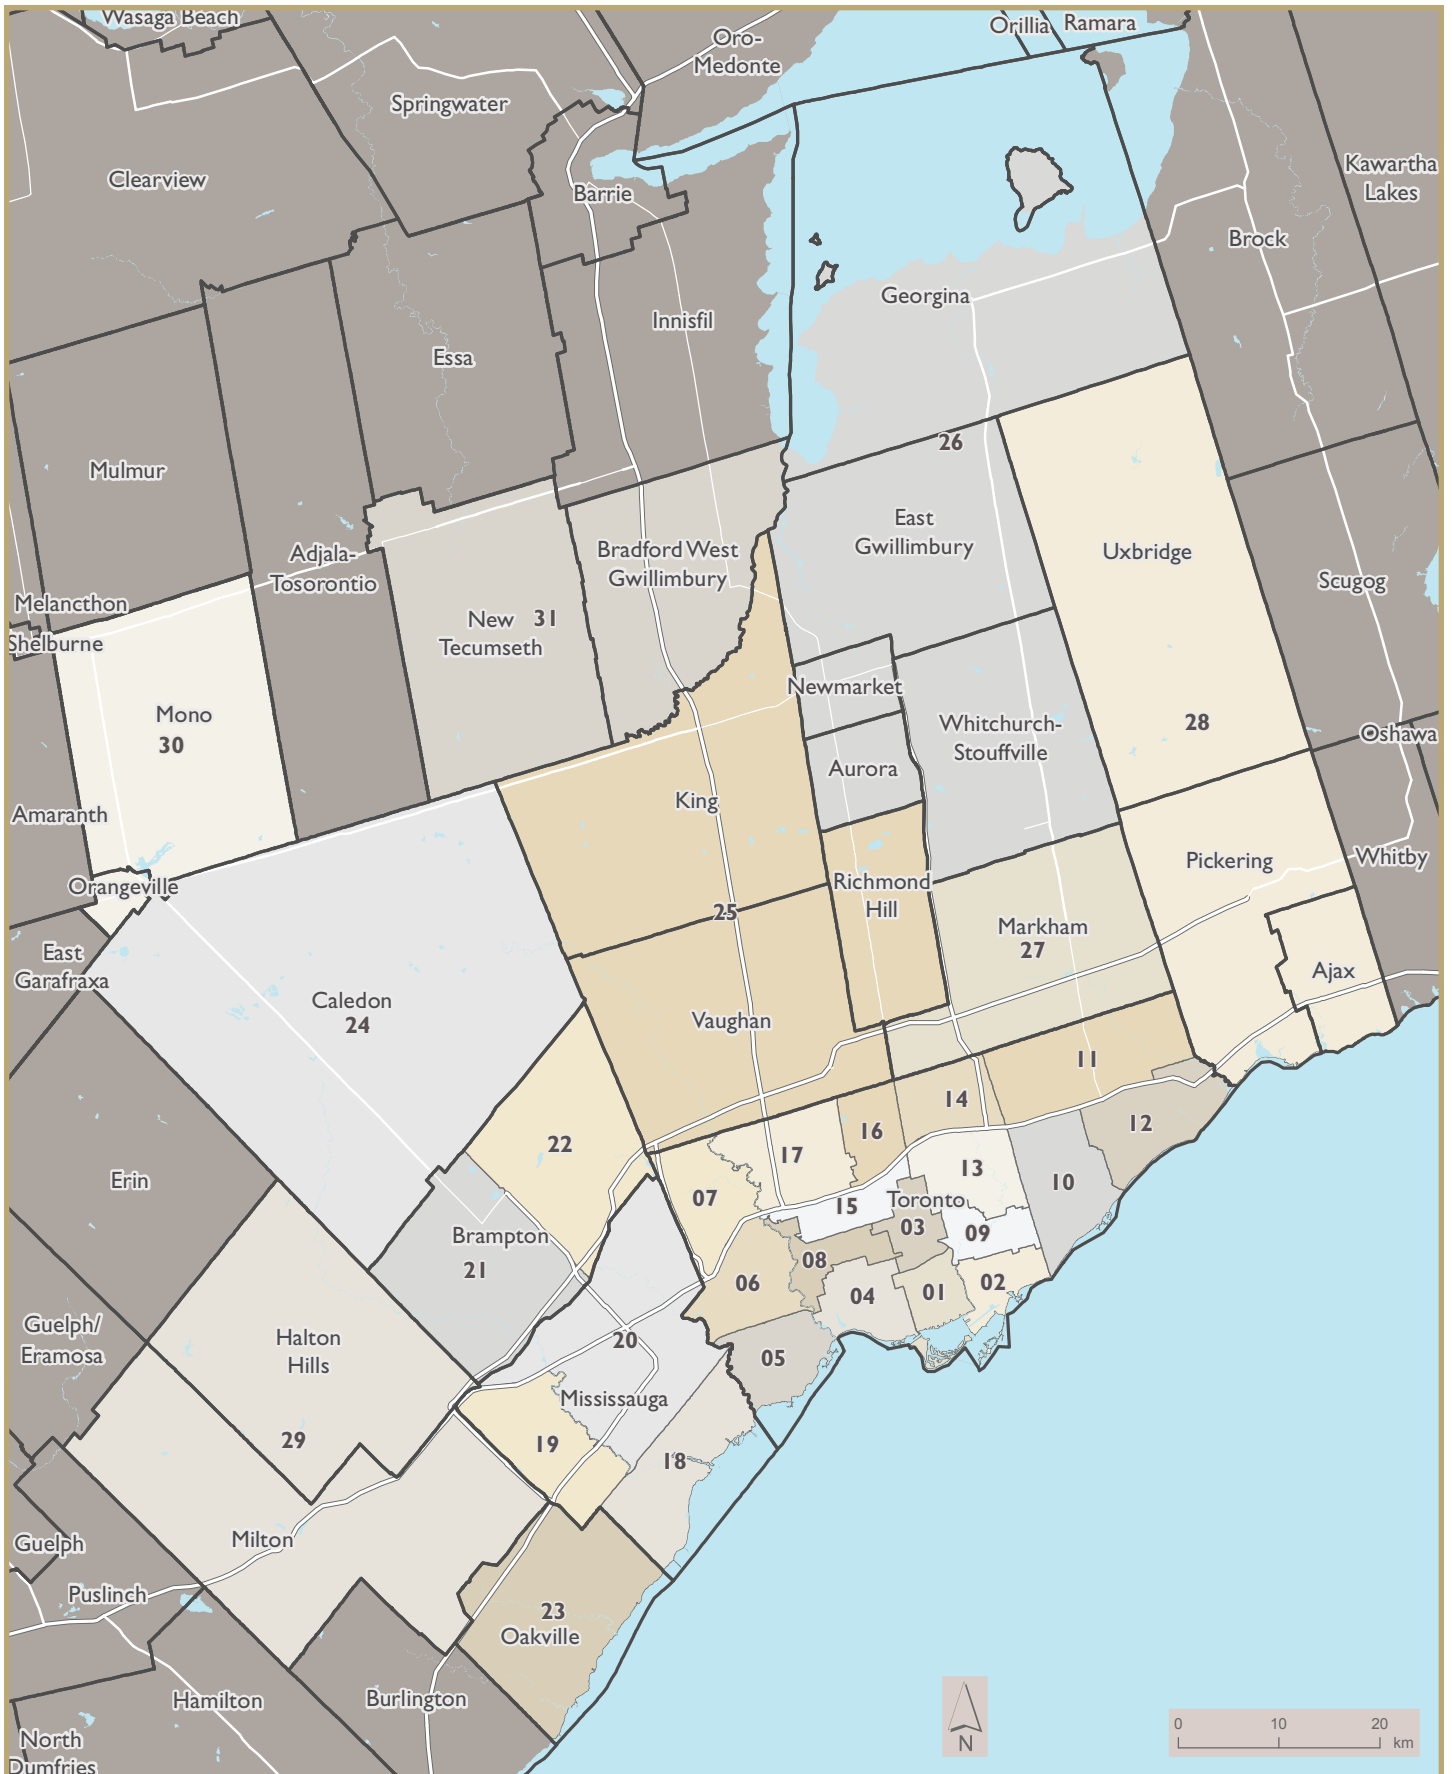 Wasaga Beach
Orillia
Ramara
Oro-
Medonte
Springwater
Clearview
Kawartha
Lakes
Barrie
Brock
Georgina
Innisfil
Essa
26
Mulmur
East
Gwillimbury
Bradford West
Gwillimbury
Uxbridge
Adjala-
Tosorontio
Scugog
Melancthon
New
31
Tecumseth
Shelburne
Newmarket
Mono
30
Whitchurch-
Stouffville
28
Oshawa
Aurora
King
Amaranth
Pickering
Whitby
Orangeville
Richmond
Hill
25
Markham
27
East
Garafraxa
Ajax
Caledon
24
Vaughan
11
14
12
16
22
17
13
10
Erin
07
15
Toronto
03
09
Brampton
21
08
06
02
04
01
Guelph/
Eramosa
Halton
Hills
20
05
Mississauga
29
19
18
Milton
Guelph
Puslinch
23
Oakville
Hamilton
Burlington
North
Dumfries
N
0
10
20
km